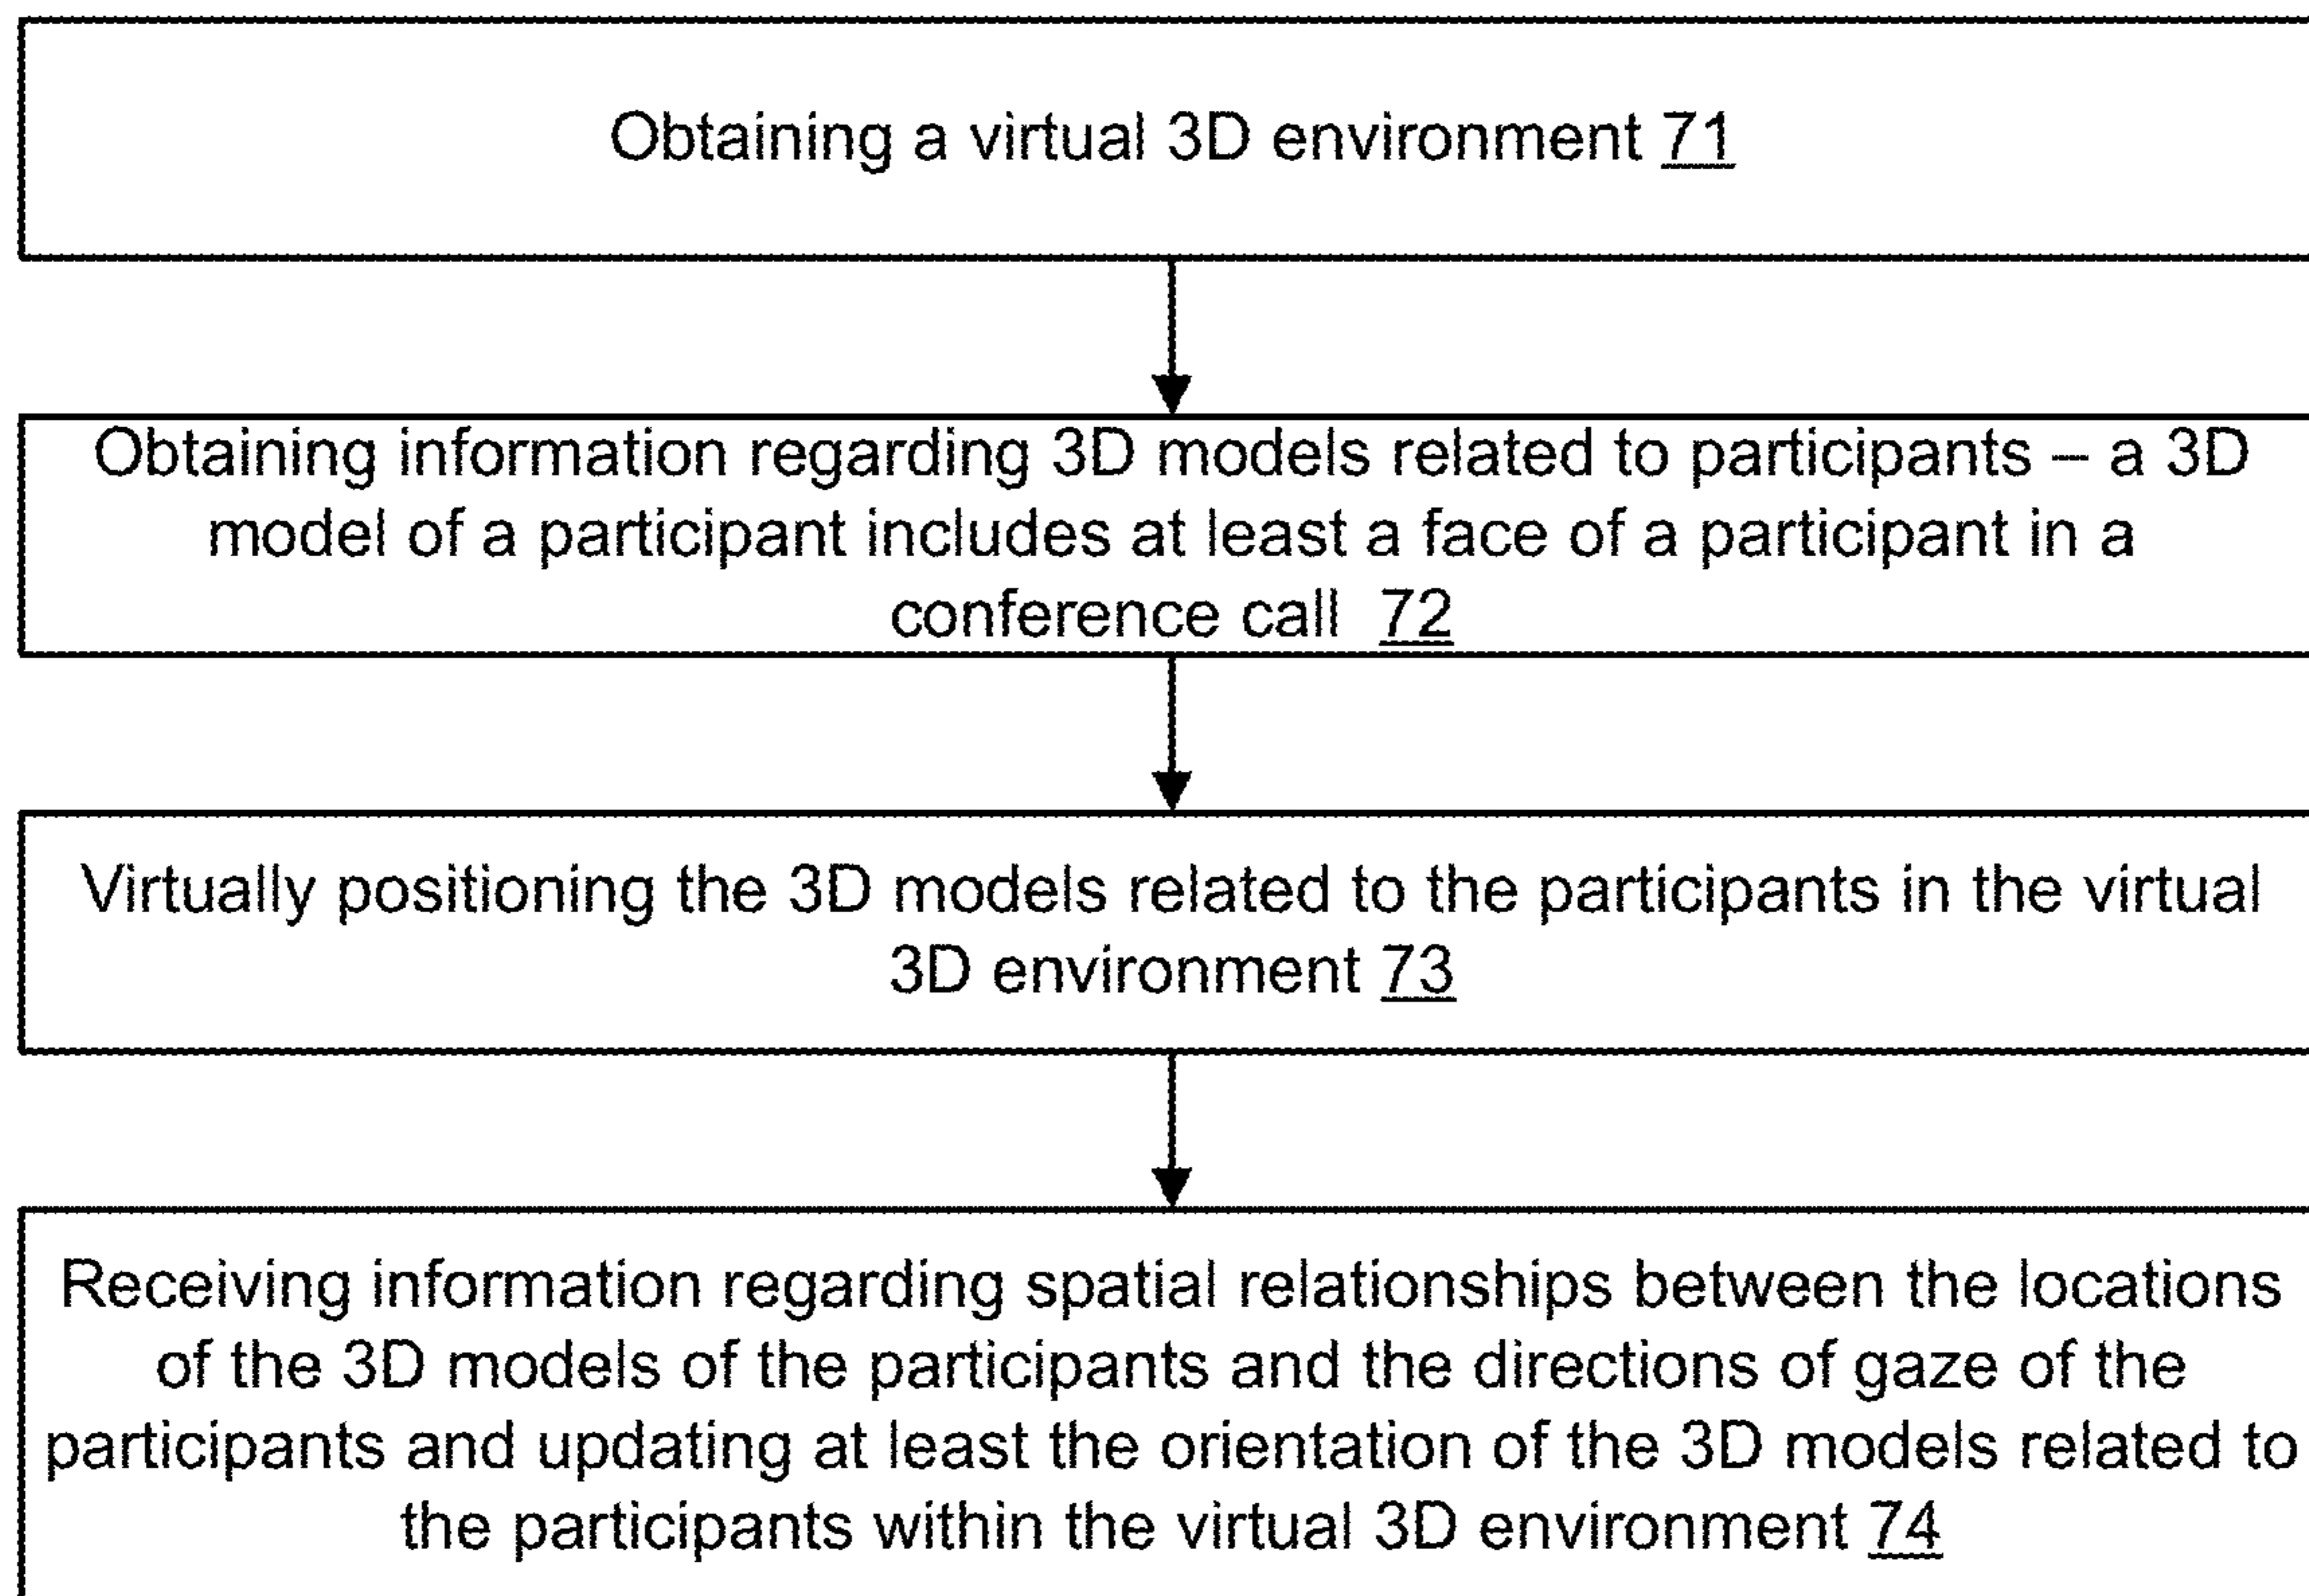 Obtaining a virtual 3D environment 71
Obtaining information regarding 3D models related to participants – a 3D
model of a participant includes at least a face of a participant in a
conference call 72
Virtually positioning the 3D models related to the participants in the virtual
3D environment 73
Receiving information regarding spatial relationships between the locations
of the 3D models of the participants and the directions of gaze of the
participants and updating at least the orientation of the 3D models related to
the participants within the virtual 3D environment 74